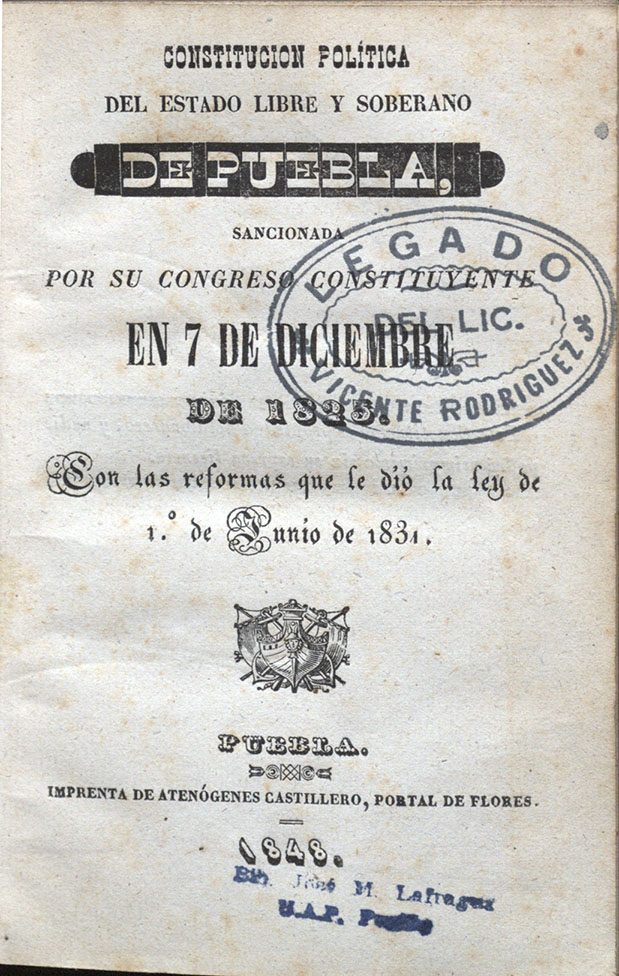 CONSTITUCION POLÍTICA
DEL ESTADO LIBRE Y SOBERANO
DE PUEBLA,
SANCIONADA
POR SU CONGRESO CONSTITUYENTE
EN 7 DE DICIEMBRE
DE 1825.
Con las reformas que le dió la ley de
1.º de Junio de 1831.
PUEBLA.
IMPRENTA DE ATENÓGENES CASTILLERO, PORTAL DE FLORES.
1848.
LEGADO
DEL LIC.
VICENTE RODRIGUEZ
Bib. José M. Lafragua
U.A.P. Puebla